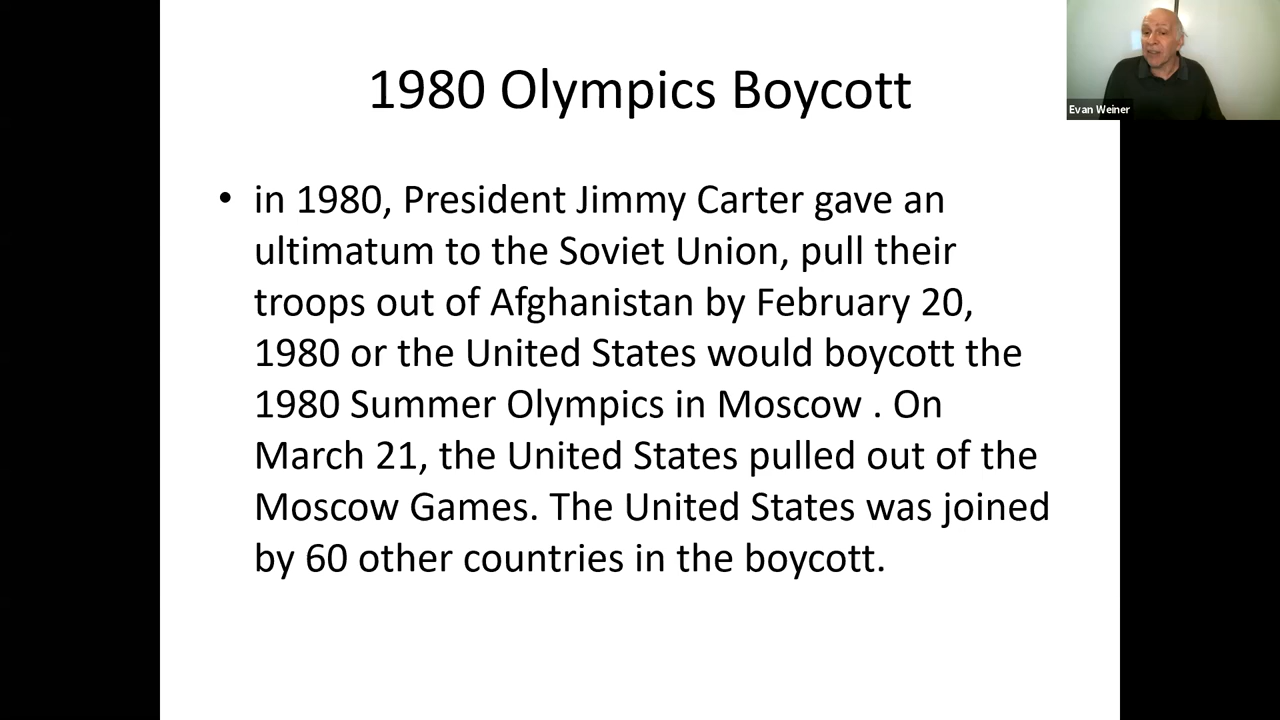 1980 Olympics Boycott
Evan Weiner
• in 1980, President Jimmy Carter gave an
ultimatum to the Soviet Union, pull their
troops out of Afghanistan by February 20,
1980 or the United States would boycott the
1980 Summer Olympics in Moscow . On
March 21, the United States pulled out of the
Moscow Games. The United States was joined
by 60 other countries in the boycott.